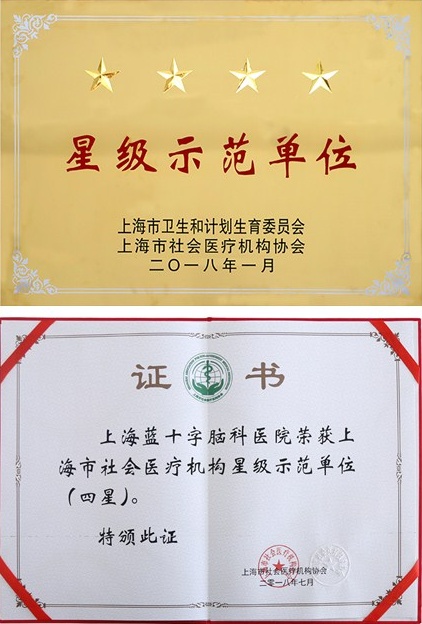 星级示范单位
上海市卫生和计划生育委员会
上海市社会医疗机构协会
二〇一八年一月
证书
上海蓝十字脑科医院荣获上
海市社会医疗机构星级示范单位
(四星)。
特颁此证
上海市社会医疗机构协会
二〇一八年七月